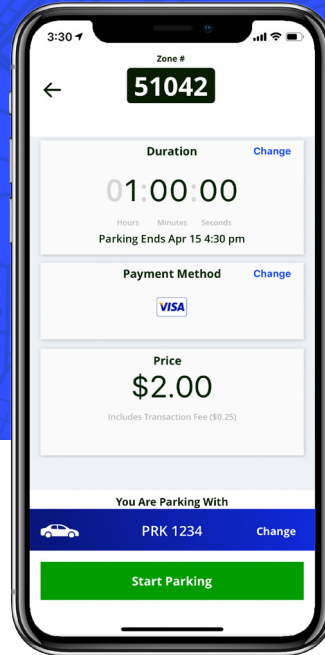 3:30
Zone #
51042
Duration
Change
01:00:00
Hours Minutes Seconds
Parking Ends Apr 15 4:30 pm
Payment Method
Change
VISA
Price
$2.00
Includes Transaction Fee ($0.25)
You Are Parking With
PRK 1234
Change
Start Parking